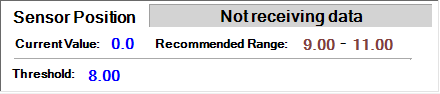 Sensor Position Not receiving data
Current Value: 0.0 Recommended Range: 9.00 - 11.00
Threshold: 8.00